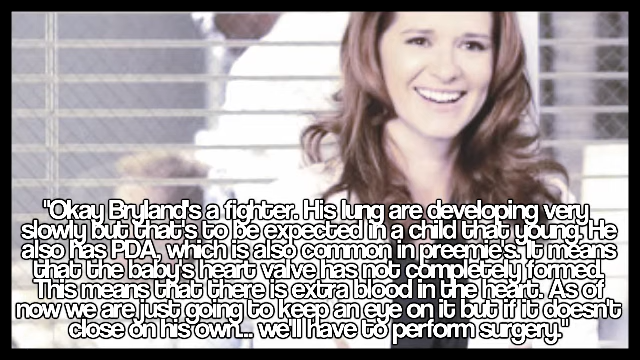 "Okay Bryland's a fighter. His lung are developing very
slowly but that's to be expected in a child that young. He
also has PDA, which is also common in preemie's. It means
that the baby's heart valve has not completely formed.
This means that there is extra blood in the heart. As of
now we are just going to keep an eye on it but if it doesn't
close on his own... we'll have to perform surgery."